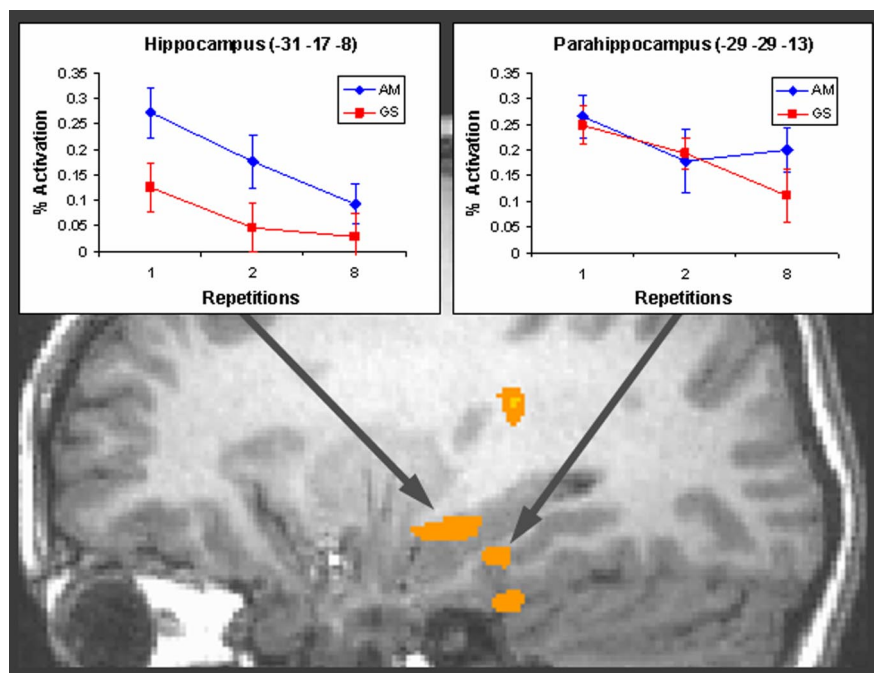 Hippocampus (-31 -17 -8)
0.35
0.3
0.25
0.2
0.15
0.1
0.05
0
% Activation
AM
GS
1 2 8
Repetitions
Parahippocampus (-29 -29 -13)
0.35
0.3
0.25
0.2
0.15
0.1
0.05
0
% Activation
AM
GS
1 2 8
Repetitions